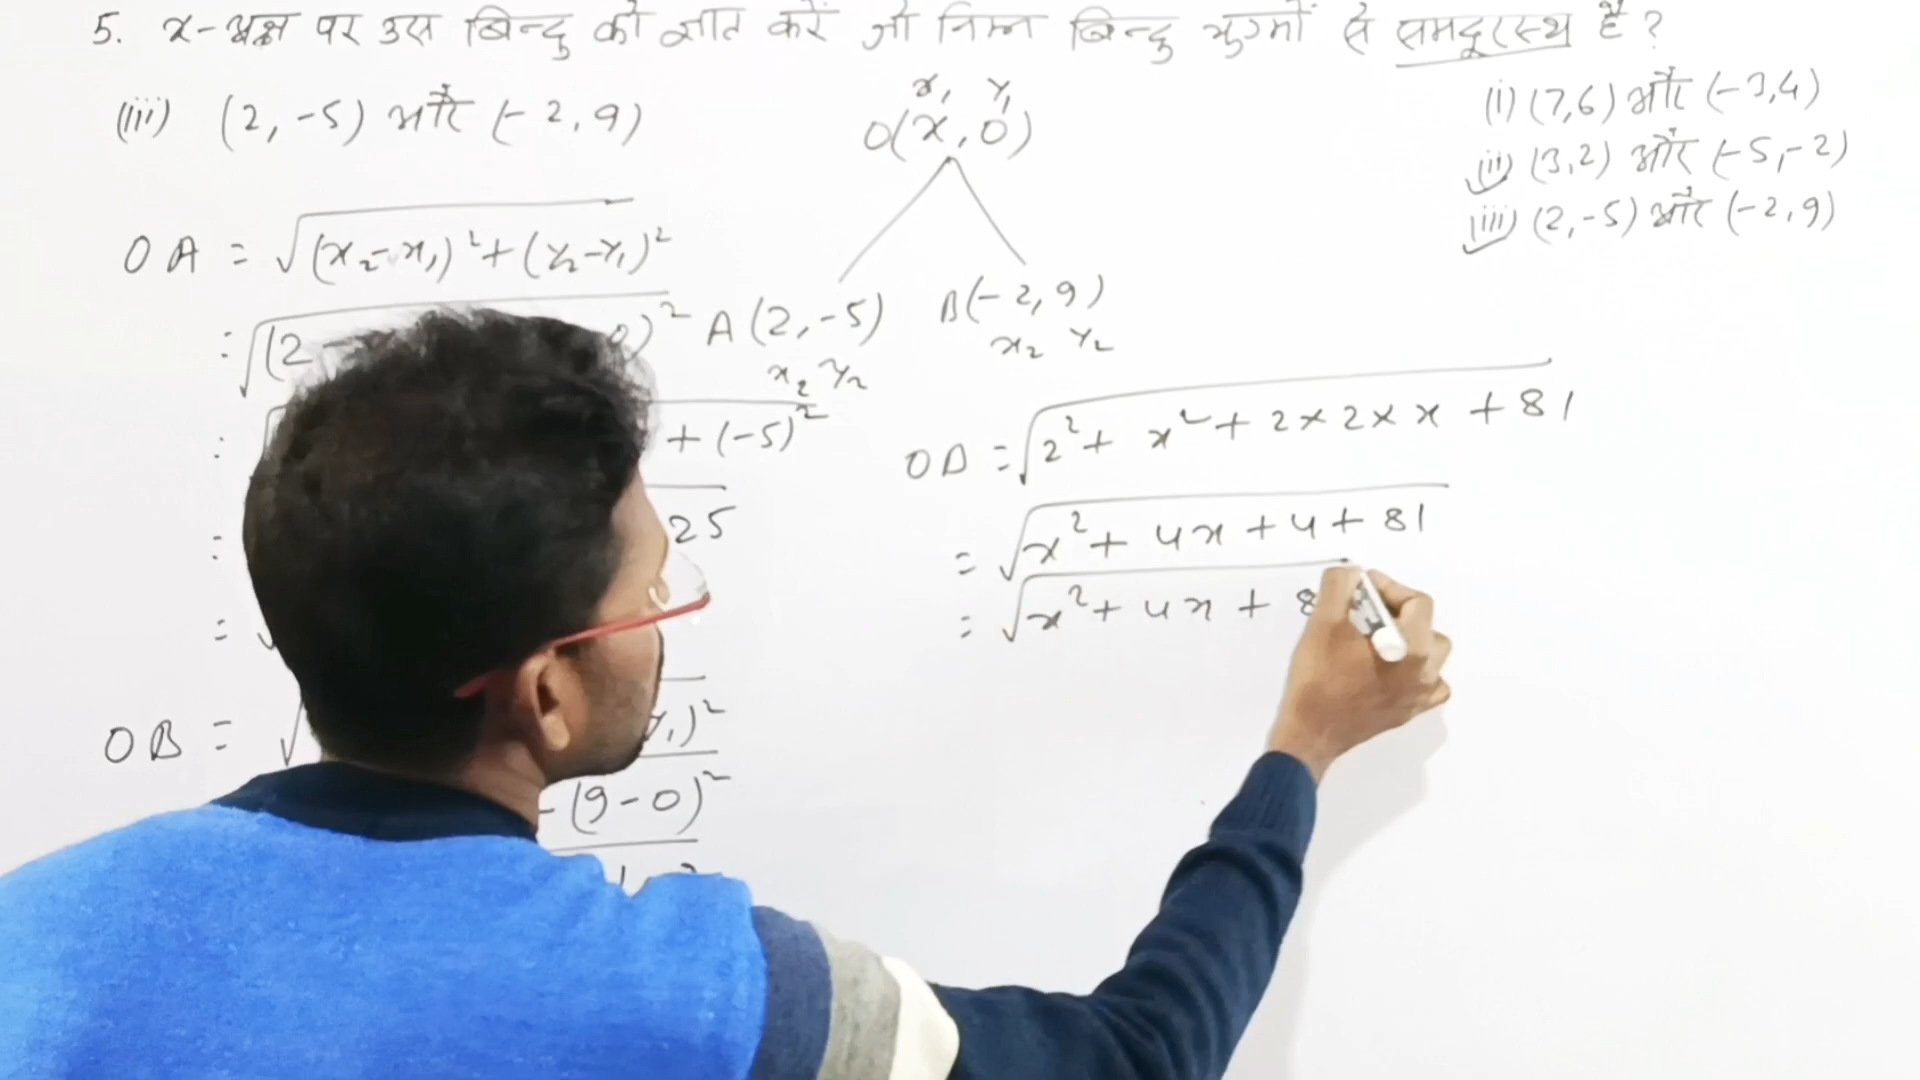 5. x-अक्ष पर उस बिन्दु को ज्ञात करें जो निम्न बिन्दु युग्मों से समदूरस्थ है ?
(iii) (2, -5) और (-2, 9)
x, y,
O(x, 0)
(i) (7,6) और (-3,4)
(ii) (3,2) और (-5,-2)
(iii) (2,-5) और (-2,9)
OA = √(x₂-x₁)²+(y₂-y₁)²
= √(2- 0)²
A(2,-5) B(-2,9)
x₂ y₂ x₂ y₂
= + (-5)²
= 25
=
OB = √ y₁)²
(9-0)²
OB = √2²+ x²+ 2×2×x + 81
= √x²+ 4x + 4 + 81
= √x²+ 4x + 8